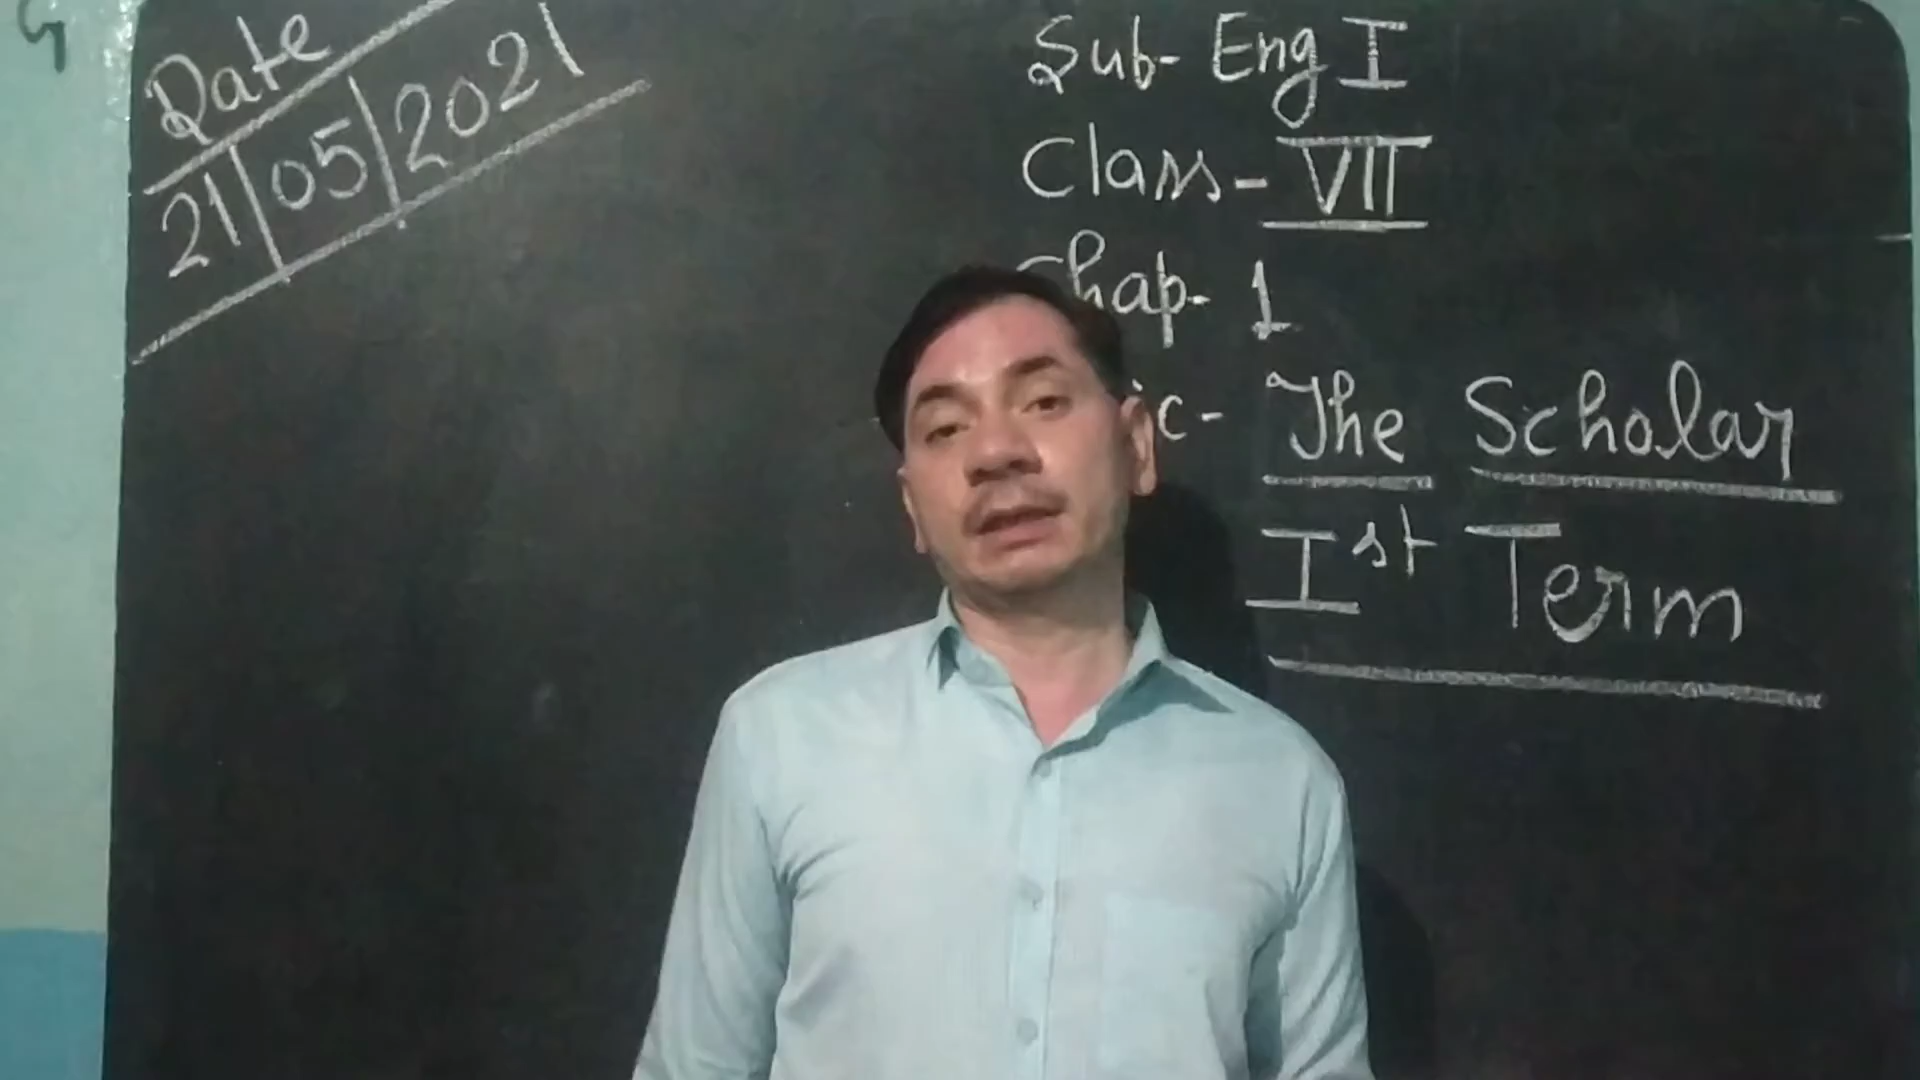 Date
21/05/2021
Sub- Eng I
Class- VII
Chap- 1
The Scholar
Ist Term